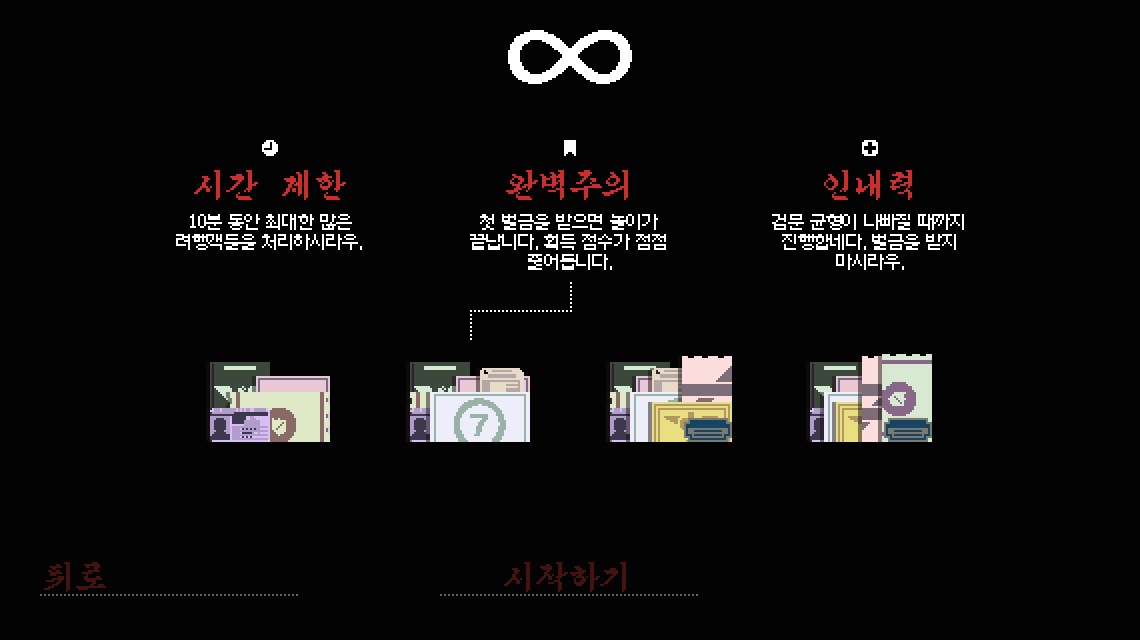 시간 제한
10분 동안 최대한 많은
려행객들을 처리하시라우.
완벽주의
첫 벌금을 받으면 놀이가
끝납니다. 획득 점수가 점점
줄어듭니다.
인내력
검문 균형이 나빠질 때까지
진행합네다. 벌금을 받지
마시라우.
7
뒤로
시작하기